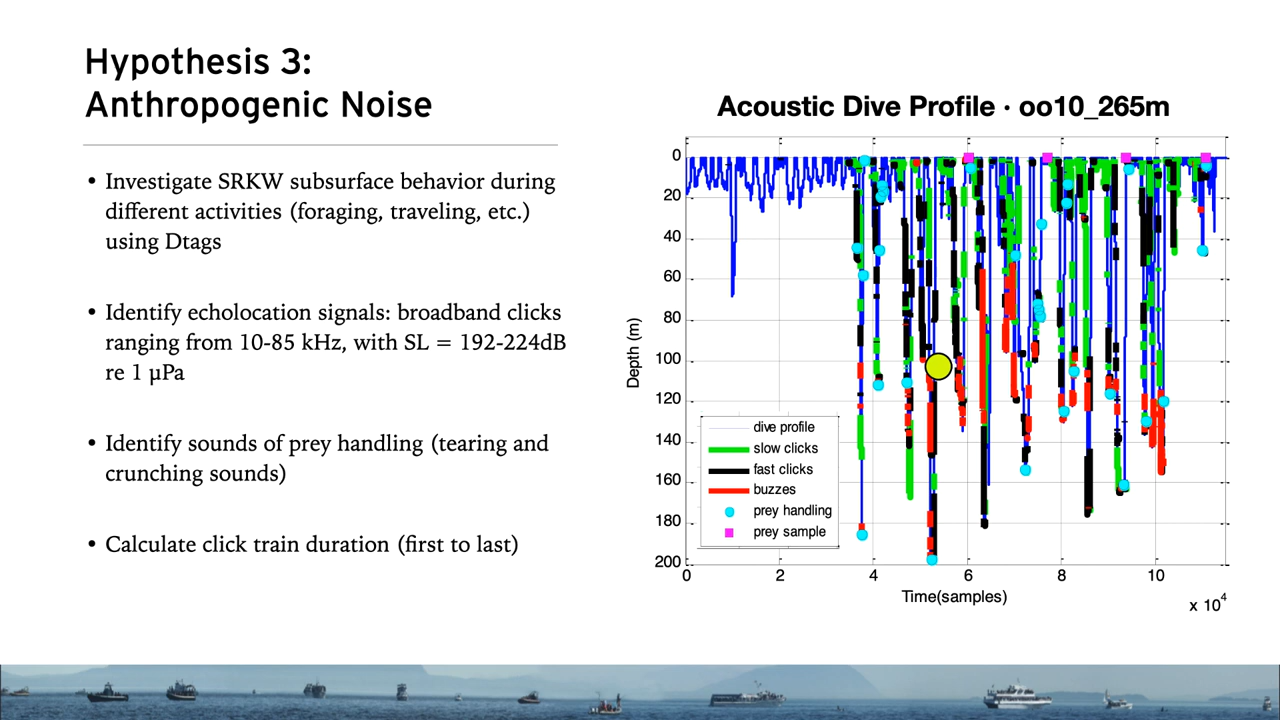 Hypothesis 3:
Anthropogenic Noise
• Investigate SRKW subsurface behavior during
different activities (foraging, traveling, etc.)
using Dtags
• Identify echolocation signals: broadband clicks
ranging from 10-85 kHz, with SL = 192-224dB
re 1 µPa
• Identify sounds of prey handling (tearing and
crunching sounds)
• Calculate click train duration (first to last)
Acoustic Dive Profile · oo10_265m
Depth (m)
0
20
40
60
80
100
120
140
160
180
200
dive profile
slow clicks
fast clicks
buzzes
prey handling
prey sample
0 2 4 6 8 10
Time(samples)
x 10⁴